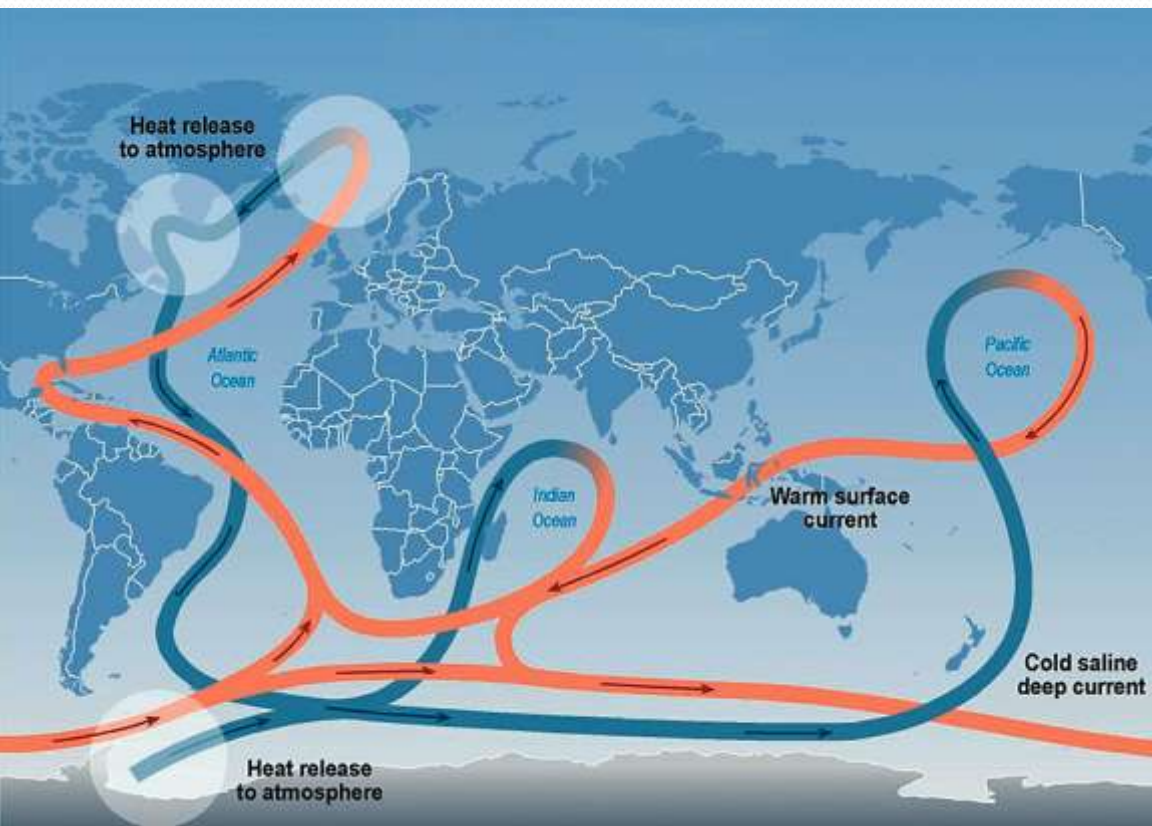 Heat release
to atmosphere
Atlantic
Ocean
Pacific
Ocean
Indian
Ocean
Warm surface
current
Cold saline
deep current
Heat release
to atmosphere